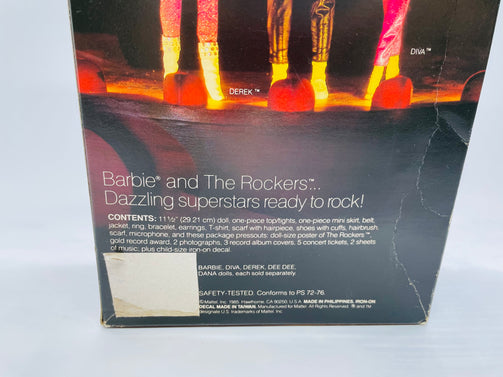 DIVA™
DEREK™
Barbie® and The Rockers™...
Dazzling superstars ready to rock!
CONTENTS: 11½" (29.21 cm) doll, one-piece top/tights, one-piece mini skirt, belt,
jacket, ring, bracelet, earrings, T-shirt, scarf with hairpiece, shoes with cuffs, hairbrush,
scarf, microphone, and these package pressouts: doll-size poster of The Rockers™,
gold record award, 2 photographs, 3 record album covers, 5 concert tickets, 2 sheets
of music; plus child-size iron-on decal.
BARBIE, DIVA, DEREK, DEE DEE,
DANA dolls, each sold separately.
SAFETY-TESTED. Conforms to PS 72-76.
©Mattel, Inc. 1985. Hawthorne, CA 90250. U.S.A. MADE IN PHILIPPINES. IRON-ON
DECAL MADE IN TAIWAN. Mattel for Mattel. All Rights Reserved. ® and TM
designate U.S. trademarks of Mattel, Inc.